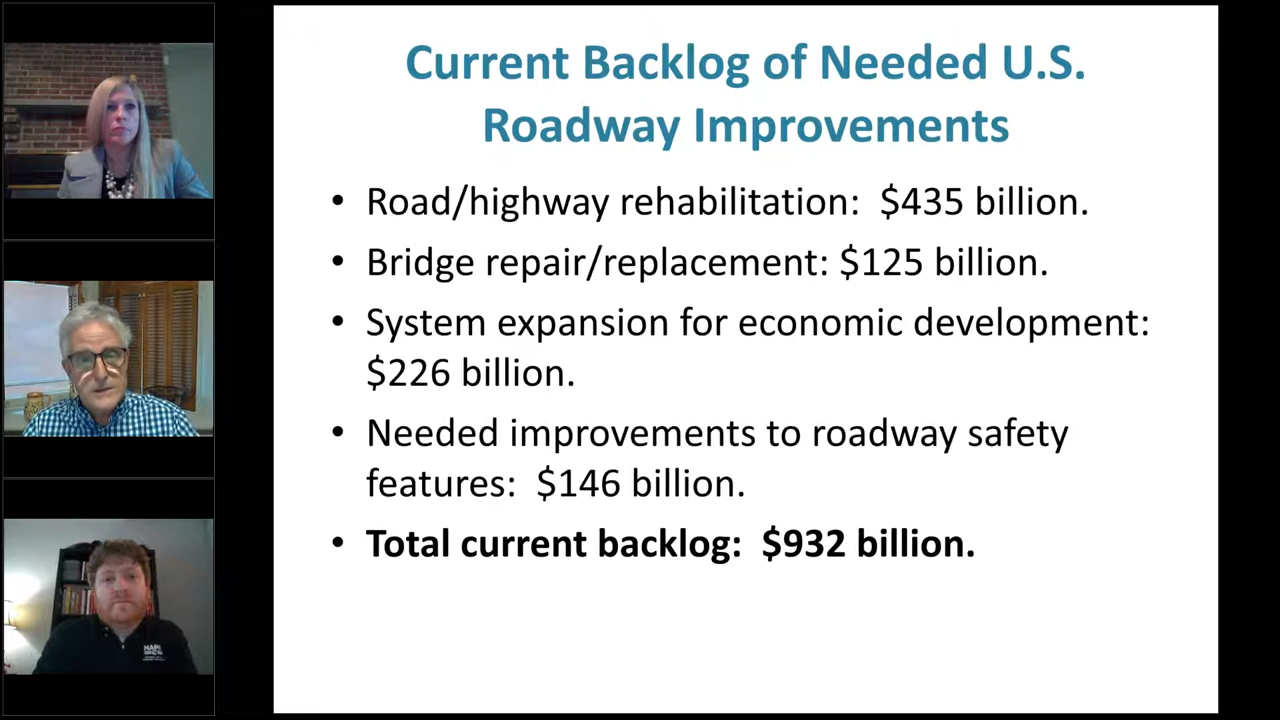 Current Backlog of Needed U.S.
Roadway Improvements
• Road/highway rehabilitation: $435 billion.
• Bridge repair/replacement: $125 billion.
• System expansion for economic development:
$226 billion.
• Needed improvements to roadway safety
features: $146 billion.
• Total current backlog: $932 billion.